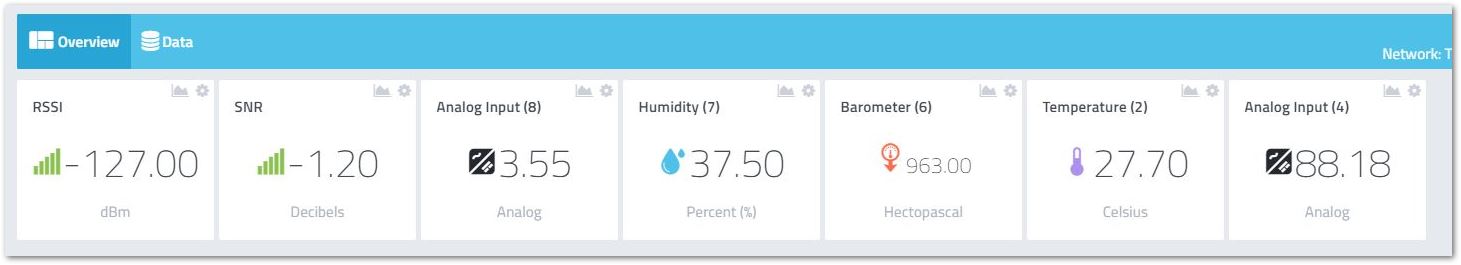 Overview
Data
Network: T
RSSI
-127.00
dBm
SNR
-1.20
Decibels
Analog Input (8)
3.55
Analog
Humidity (7)
37.50
Percent (%)
Barometer (6)
963.00
Hectopascal
Temperature (2)
27.70
Celsius
Analog Input (4)
88.18
Analog